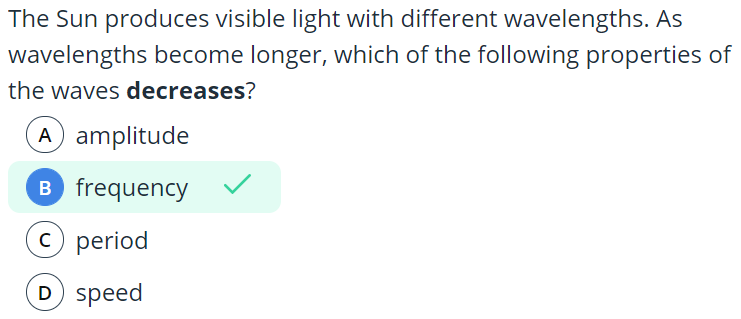 The Sun produces visible light with different wavelengths. As
wavelengths become longer, which of the following properties of
the waves decreases?
A amplitude
B frequency
C period
D speed